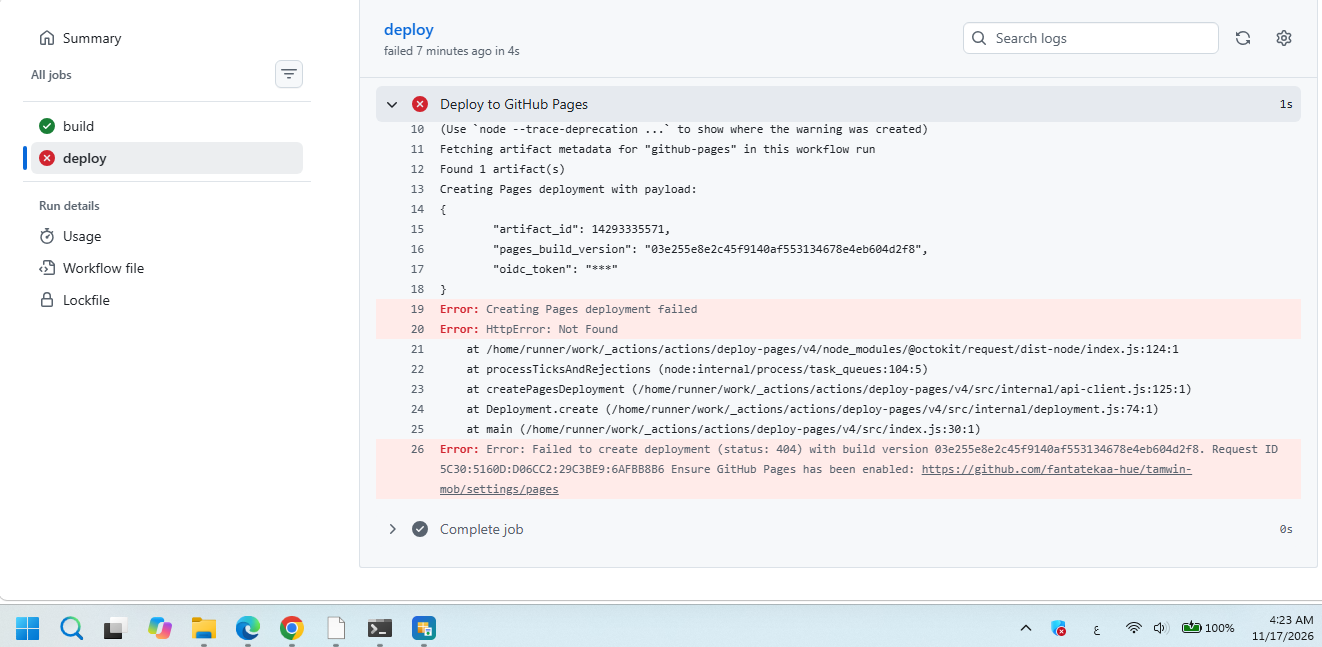 Summary
All jobs
build
deploy
Run details
Usage
Workflow file
Lockfile
deploy
failed 7 minutes ago in 4s
Search logs
Deploy to GitHub Pages
1s
10 (Use `node --trace-deprecation ...` to show where the warning was created)
11 Fetching artifact metadata for "github-pages" in this workflow run
12 Found 1 artifact(s)
13 Creating Pages deployment with payload:
14 {
15 "artifact_id": 14293335571,
16 "pages_build_version": "03e255e8e2c45f9140af553134678e4eb604d2f8",
17 "oidc_token": "***"
18 }
19 Error: Creating Pages deployment failed
20 Error: HttpError: Not Found
21 at /home/runner/work/_actions/actions/deploy-pages/v4/node_modules/@octokit/request/dist-node/index.js:124:1
22 at processTicksAndRejections (node:internal/process/task_queues:104:5)
23 at createPagesDeployment (/home/runner/work/_actions/actions/deploy-pages/v4/src/internal/api-client.js:125:1)
24 at Deployment.create (/home/runner/work/_actions/actions/deploy-pages/v4/src/internal/deployment.js:74:1)
25 at main (/home/runner/work/_actions/actions/deploy-pages/v4/src/index.js:30:1)
26 Error: Error: Failed to create deployment (status: 404) with build version 03e255e8e2c45f9140af553134678e4eb604d2f8. Request ID
5C30:5160D:D06CC2:29C3BE9:6AFBB8B6 Ensure GitHub Pages has been enabled: https://github.com/fantatekaa-hue/tamwin-
mob/settings/pages
Complete job
0s
ع
100%
4:23 AM
11/17/2026